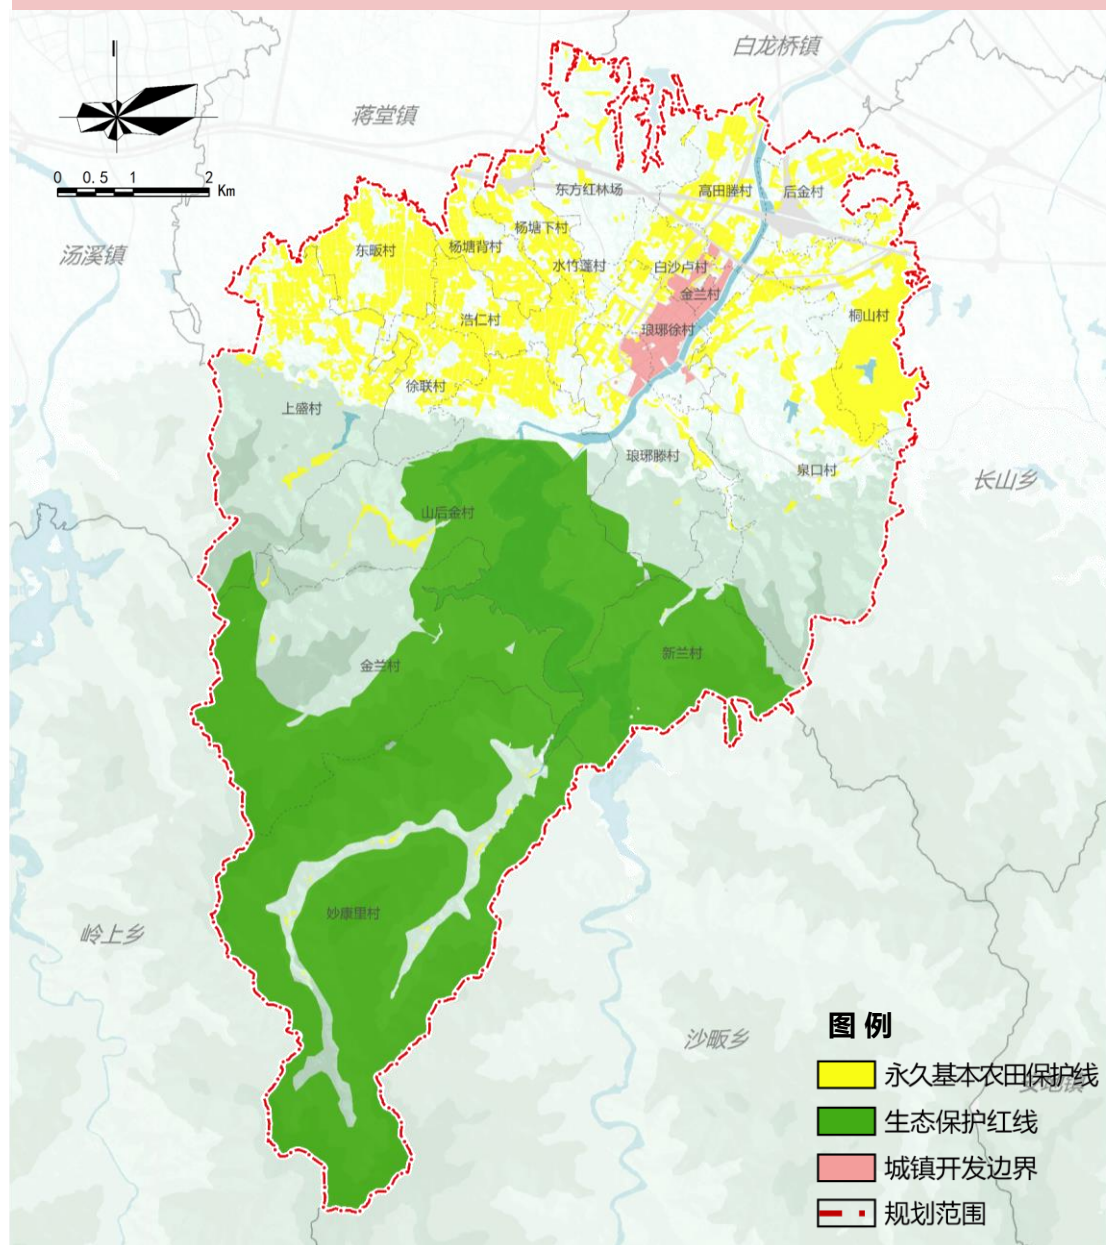 白龙桥镇
蒋堂镇
0 0.5 1 2 Km
汤溪镇
东方红林场
高田塍村
后金村
杨塘下村
杨塘背村
东畈村
水竹蓬村
白沙卢村
金兰村
桐山村
浩仁村
琅琊徐村
徐联村
上盛村
琅琊滕村
泉口村
长山乡
山后金村
新兰村
金兰村
妙康里村
岭上乡
沙畈乡
图例
永久基本农田保护线
安地镇
生态保护红线
城镇开发边界
规划范围